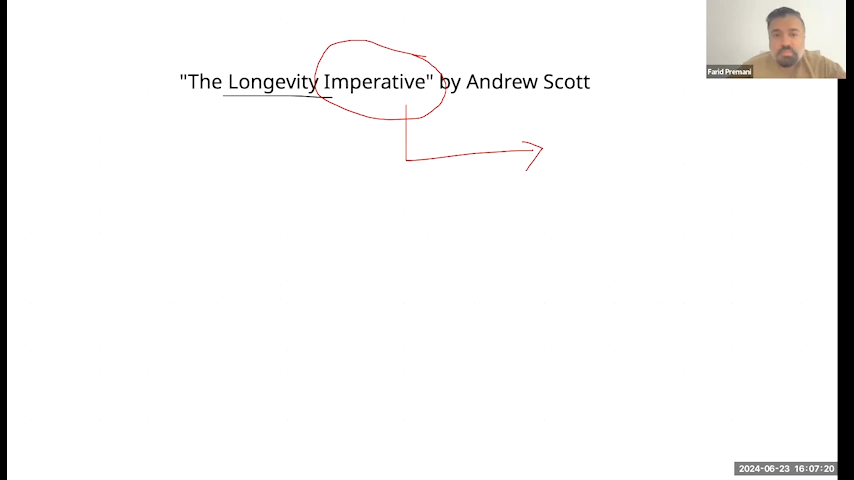 "The Longevity Imperative" by Andrew Scott
Farid Premani
2024-06-23 16:07:20